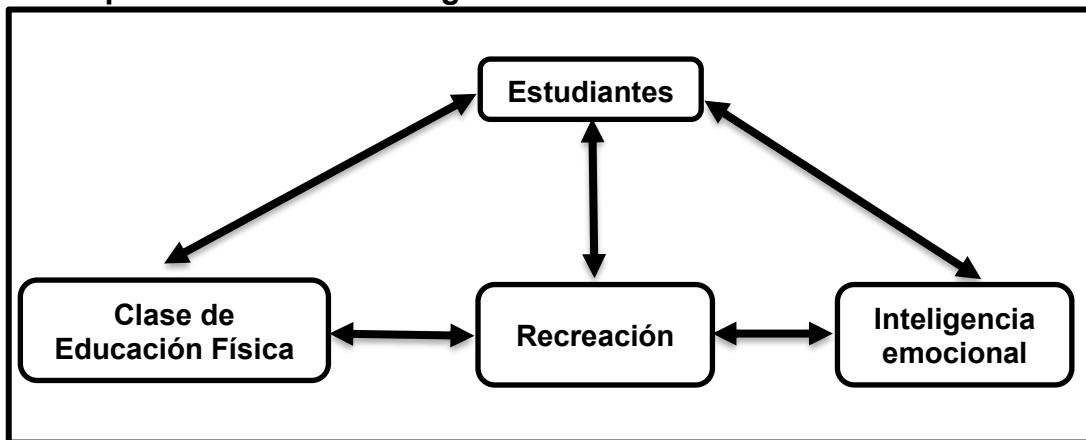 Estudiantes
Clase de
Educación Física
Recreación
Inteligencia
emocional